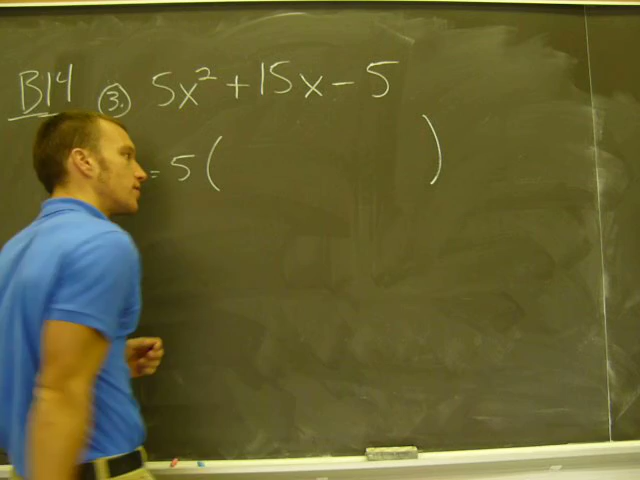 B14 3. 5x² + 15x - 5
= 5 ( )